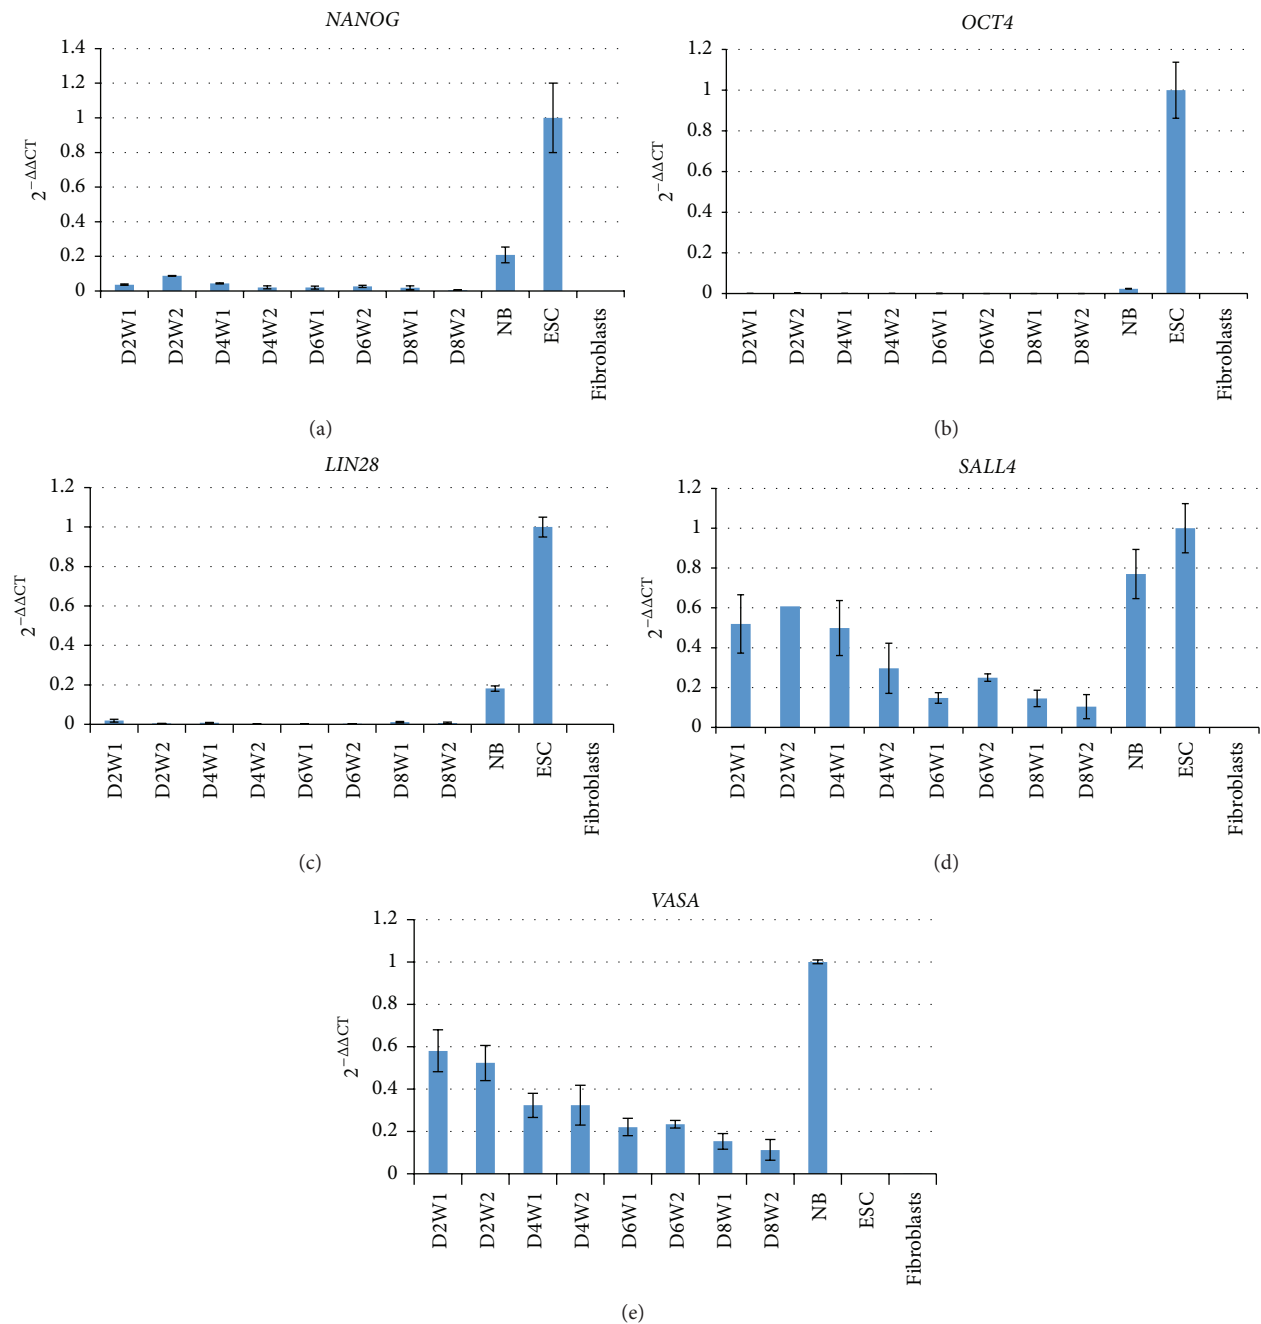 NANOG
1.4
1.2
1
0.8
0.6
0.4
0.2
0
2^−ΔΔCT
D2W1
D2W2
D4W1
D4W2
D6W1
D6W2
D8W1
D8W2
NB
ESC
Fibroblasts
(a)
OCT4
1.2
1
0.8
0.6
0.4
0.2
0
2^−ΔΔCT
D2W1
D2W2
D4W1
D4W2
D6W1
D6W2
D8W1
D8W2
NB
ESC
Fibroblasts
(b)
LIN28
1.2
1
0.8
0.6
0.4
0.2
0
2^−ΔΔCT
D2W1
D2W2
D4W1
D4W2
D6W1
D6W2
D8W1
D8W2
NB
ESC
Fibroblasts
(c)
SALL4
1.2
1
0.8
0.6
0.4
0.2
0
2^−ΔΔCT
D2W1
D2W2
D4W1
D4W2
D6W1
D6W2
D8W1
D8W2
NB
ESC
Fibroblasts
(d)
VASA
1.2
1
0.8
0.6
0.4
0.2
0
2^−ΔΔCT
D2W1
D2W2
D4W1
D4W2
D6W1
D6W2
D8W1
D8W2
NB
ESC
Fibroblasts
(e)